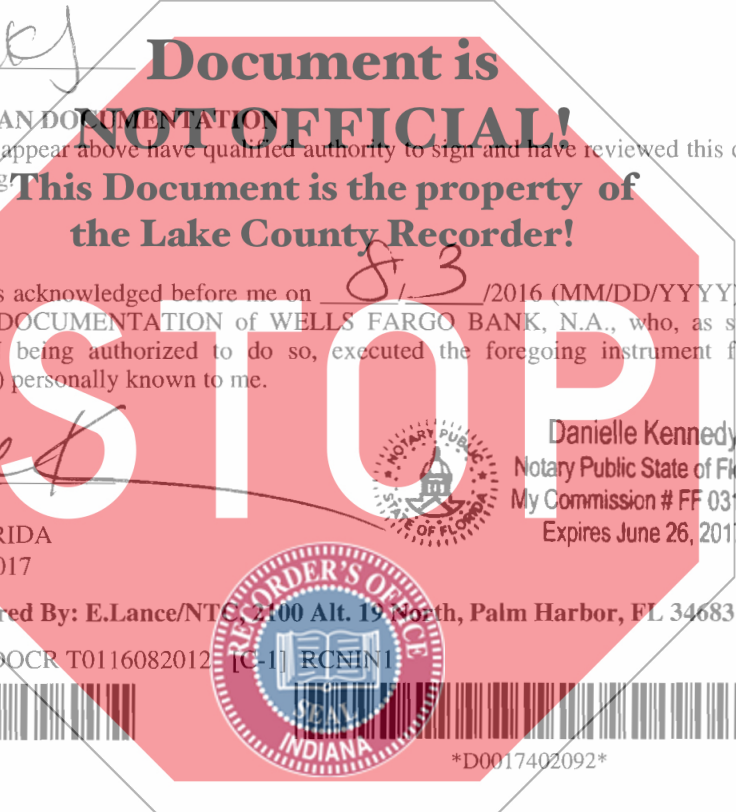 Document is
AN DOCUMENTATION
NOT OFFICIAL!
appear above have qualified authority to sign and have reviewed this
This Document is the property of
the Lake County Recorder!
s acknowledged before me on 8/3/2016 (MM/DD/YYYY)
DOCUMENTATION of WELLS FARGO BANK, N.A., who, as
being authorized to do so, executed the foregoing instrument
) personally known to me.
STOP
NOTARY PUBLIC
STATE OF FLORIDA
Danielle Kennedy
Notary Public State of Fl
My Commission # FF 031
Expires June 26, 2017
RIDA
017
RECORDER'S OFFICE
SEAL
INDIANA
red By: E.Lance/NTC, 2100 Alt. 19 North, Palm Harbor, FL 34683
DOCR T0116082012 [C-1] RCNIN1
*D0017402092*